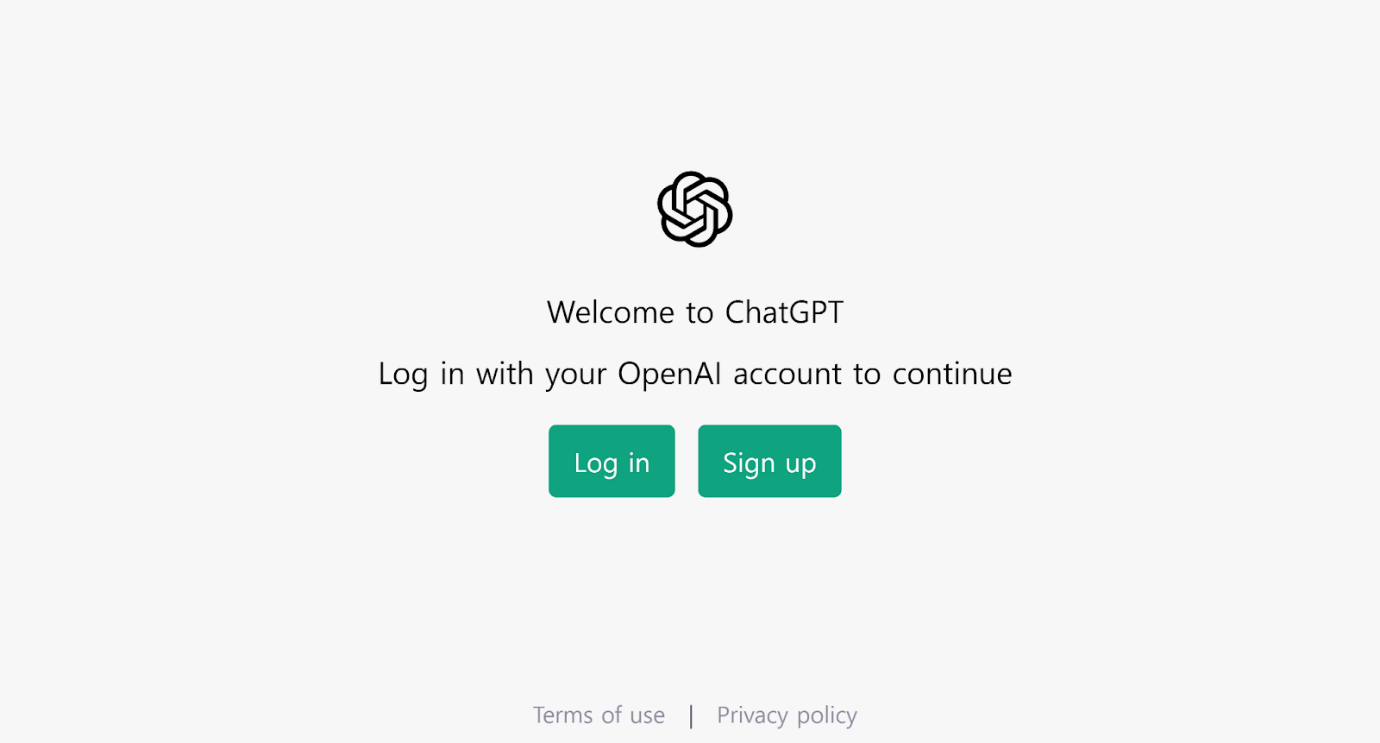 Welcome to ChatGPT
Log in with your OpenAI account to continue
Log in Sign up
Terms of use | Privacy policy